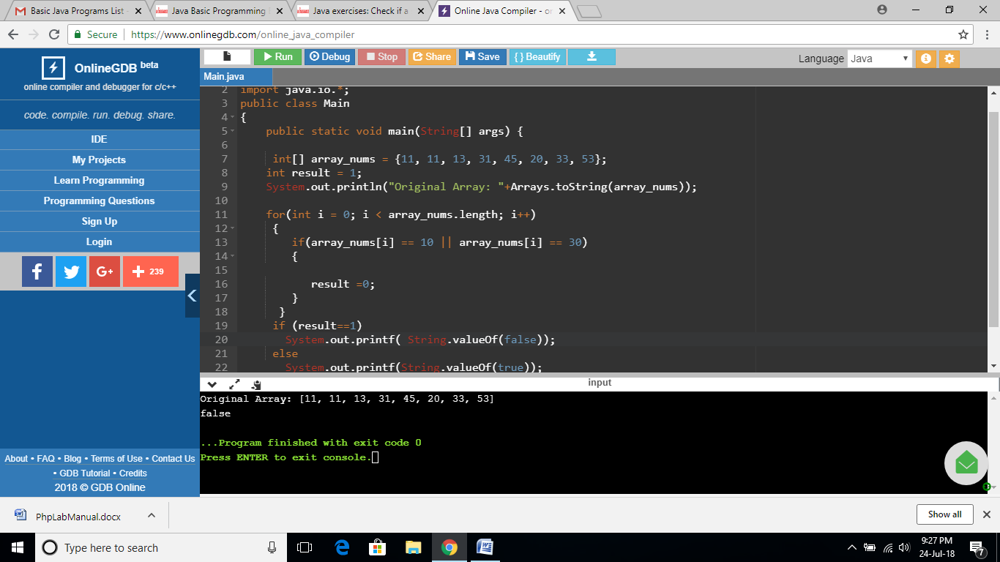 Basic Java Programs List
Java Basic Programming
Java exercises: Check if a
Online Java Compiler - or
Secure
https://www.onlinegdb.com/online_java_compiler
OnlineGDB beta
online compiler and debugger for c/c++
code. compile. run. debug. share.
IDE
My Projects
Learn Programming
Programming Questions
Sign Up
Login
f
G+
+ 239
About • FAQ • Blog • Terms of Use • Contact Us
• GDB Tutorial • Credits
2018 © GDB Online
Run
Debug
Stop
Share
Save
{ } Beautify
Language Java
Main.java
2 import java.io.*;
3 public class Main
4 {
5 public static void main(String[] args) {
6
7 int[] array_nums = {11, 11, 13, 31, 45, 20, 33, 53};
8 int result = 1;
9 System.out.println("Original Array: "+Arrays.toString(array_nums));
10
11 for(int i = 0; i < array_nums.length; i++)
12 {
13 if(array_nums[i] == 10 || array_nums[i] == 30)
14 {
15
16 result =0;
17 }
18 }
19 if (result==1)
20 System.out.printf( String.valueOf(false));
21 else
22 System.out.printf(String.valueOf(true));
input
Original Array: [11, 11, 13, 31, 45, 20, 33, 53]
false
...Program finished with exit code 0
Press ENTER to exit console.
PhpLabManual.docx
Show all
Type here to search
9:27 PM
24-Jul-18
7